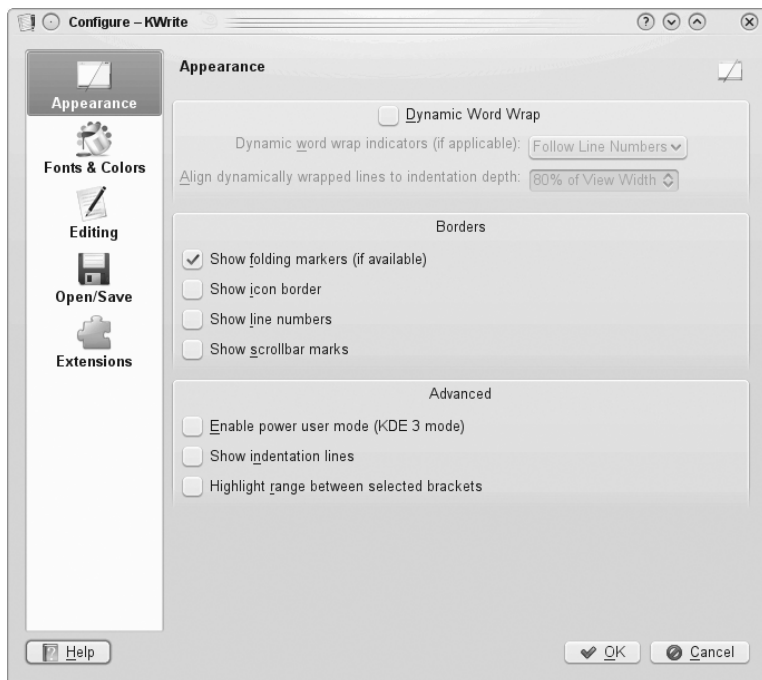 Configure – KWrite
Appearance
Fonts & Colors
Editing
Open/Save
Extensions
Appearance
Dynamic Word Wrap
Dynamic word wrap indicators (if applicable): Follow Line Numbers
Align dynamically wrapped lines to indentation depth: 80% of View Width
Borders
Show folding markers (if available)
Show icon border
Show line numbers
Show scrollbar marks
Advanced
Enable power user mode (KDE 3 mode)
Show indentation lines
Highlight range between selected brackets
Help OK Cancel